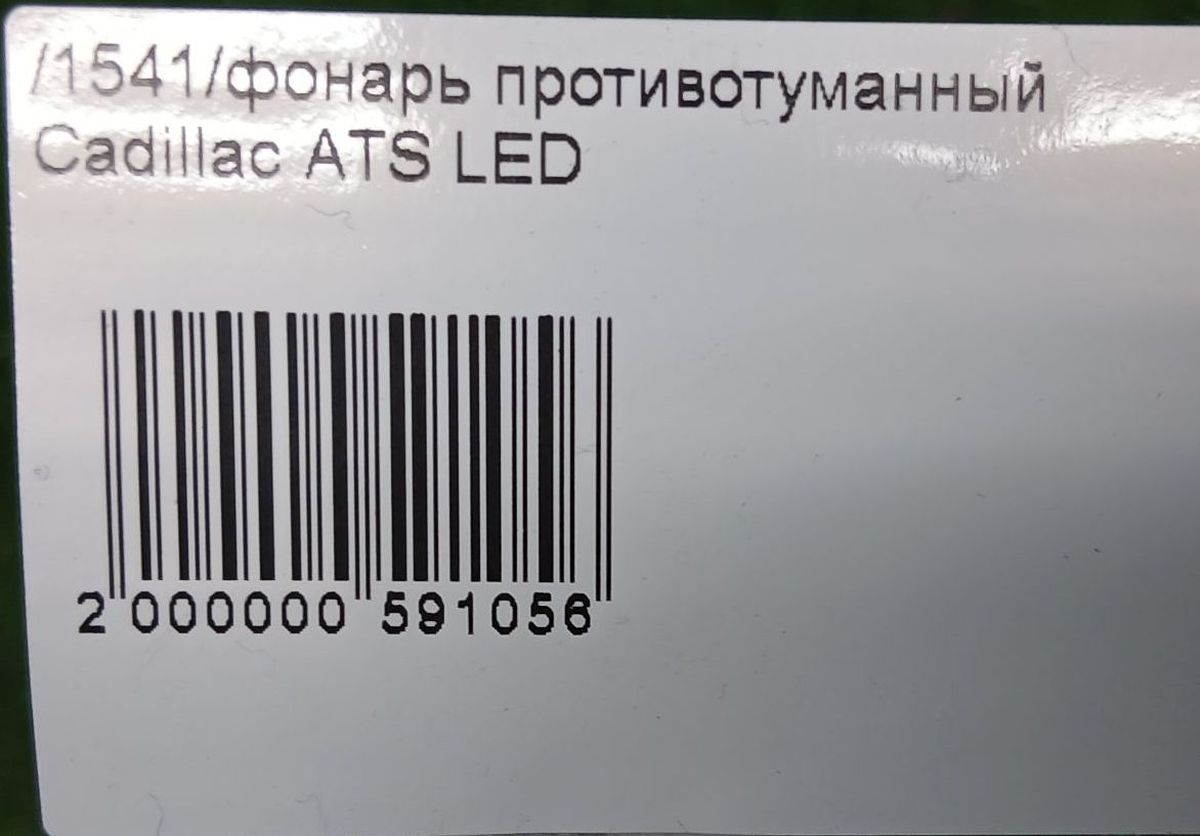 /1541/фонарь противотуманный
Cadillac ATS LED
2 000000 591056